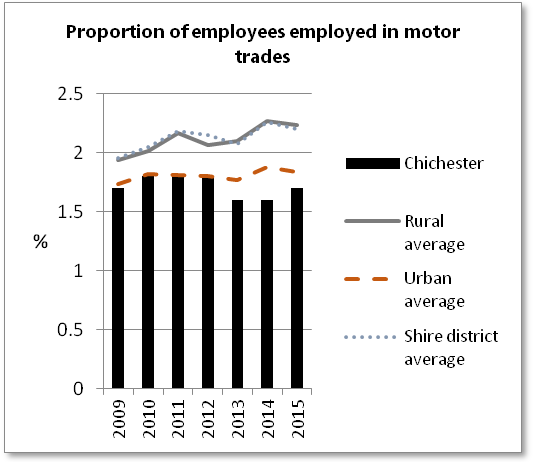 Proportion of employees employed in motor
trades
2.5
2
1.5
1
0.5
0
%
2009
2010
2011
2012
2013
2014
2015
Chichester
Rural
average
Urban
average
Shire district
average